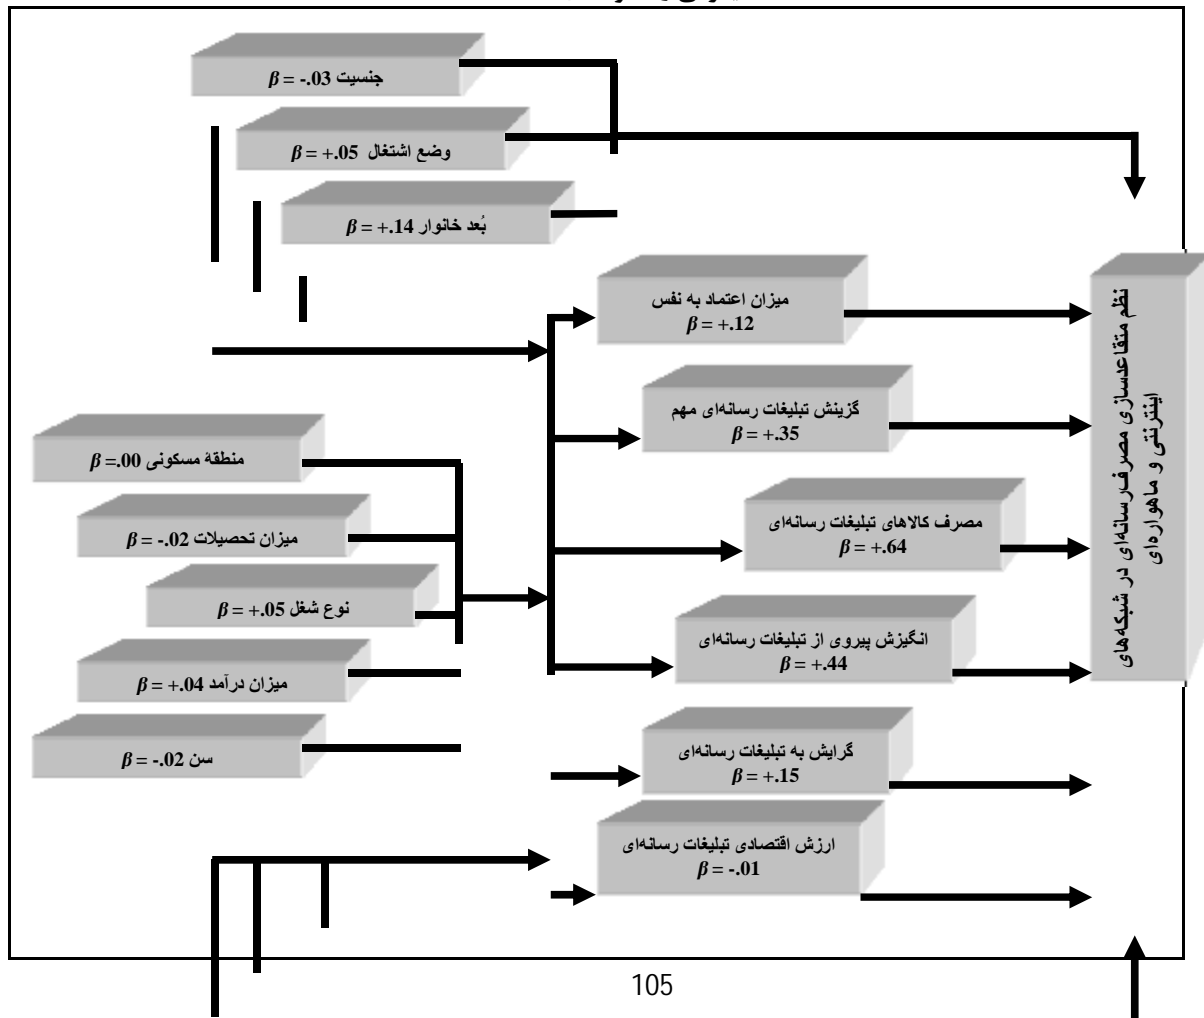 جنسیت β = -.03
وضع اشتغال β = +.05
بُعد خانوار β = +.14
میزان اعتماد به نفس
β = +.12
گزینش تبلیغات رسانه‌ای مهم
β = +.35
منطقهٔ مسکونی β =.00
میزان تحصیلات β = -.02
مصرف کالاهای تبلیغات رسانه‌ای
β = +.64
نوع شغل β = +.05
انگیزش پیروی از تبلیغات رسانه‌ای
β = +.44
میزان درآمد β = +.04
سن β = -.02
گرایش به تبلیغات رسانه‌ای
β = +.15
ارزش اقتصادی تبلیغات رسانه‌ای
β = -.01
نظم متقاعدسازی مصرف‌رسانه‌ای در شبکه‌های
اینترنتی و ماهواره‌ای
105